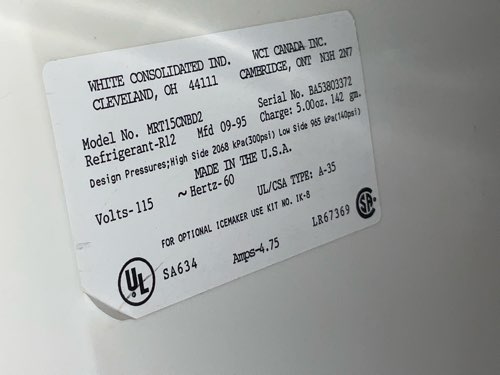 WHITE CONSOLIDATED IND. WCI CANADA INC.
CLEVELAND, OH 44111 CAMBRIDGE, ONT N3H 2N7
Model No. MRT15CNBD2 Serial No. BA53803372
Refrigerant-R12 Mfd 09-95 Charge: 5.00oz. 142 gm.
Design Pressures;High Side 2068 kPa(300psi) Low Side 965 kPa(140psi)
MADE IN THE U.S.A.
Volts-115 ~ Hertz-60 UL/CSA TYPE: A-35
FOR OPTIONAL ICEMAKER USE KIT NO. IK-8
UL SA634 Amps-4.75 LR67369 SA